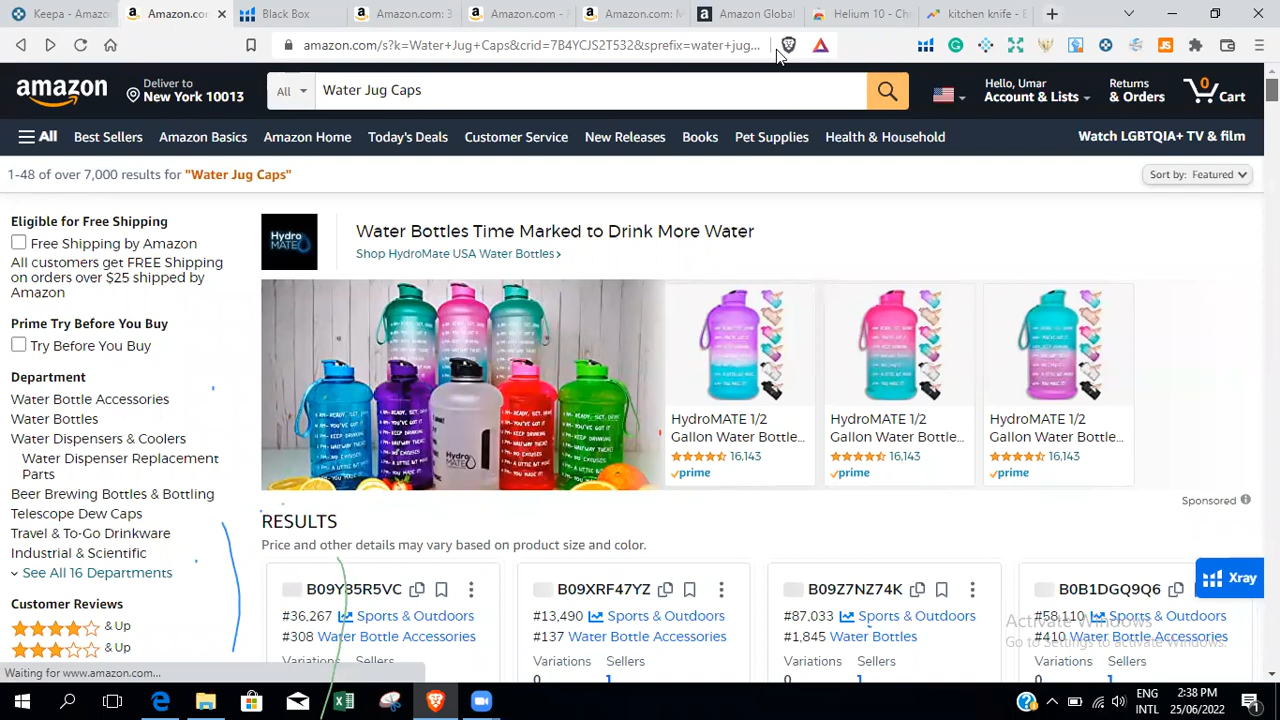 Keepa - Amazon
Amazon.co
Black Box
Amazon.com: B
Amazon.com -
Amazon.com: M
Amazon Global
Helium 10 - Ch
kitchen knife - E
amazon.com/s?k=Water+Jug+Caps&crid=7B4YCJS2T532&sprefix=water+jug...
amazon
Deliver to
New York 10013
All
Water Jug Caps
Hello, Umar
Account & Lists
Returns
& Orders
0
Cart
All
Best Sellers
Amazon Basics
Amazon Home
Today's Deals
Customer Service
New Releases
Books
Pet Supplies
Health & Household
Watch LGBTQIA+ TV & film
1-48 of over 7,000 results for "Water Jug Caps"
Sort by: Featured
Eligible for Free Shipping
Free Shipping by Amazon
All customers get FREE Shipping
on orders over $25 shipped by
Amazon
Prime Try Before You Buy
Try Before You Buy
Department
Water Bottle Accessories
Water Bottles
Water Dispensers & Coolers
Water Dispenser Replacement
Parts
Beer Brewing Bottles & Bottling
Telescope Dew Caps
Travel & To-Go Drinkware
Industrial & Scientific
See All 16 Departments
Customer Reviews
& Up
& Up
Hydro
MATE
Water Bottles Time Marked to Drink More Water
Shop HydroMate USA Water Bottles ›
HydroMATE 1/2
Gallon Water Bottle...
16,143
prime
HydroMATE 1/2
Gallon Water Bottle...
16,143
prime
HydroMATE 1/2
Gallon Water Bottle...
16,143
prime
Sponsored
RESULTS
Price and other details may vary based on product size and color.
B09Y35R5VC
#36,267 Sports & Outdoors
#308 Water Bottle Accessories
Variations Sellers
B09XRF47YZ
#13,490 Sports & Outdoors
#137 Water Bottle Accessories
Variations Sellers
0 1
B09Z7NZ74K
#87,033 Sports & Outdoors
#1,845 Water Bottles
Variations Sellers
0 1
B0B1DGQ9Q6
#58,110 Sports & Outdoors
#410 Water Bottle Accessories
Variations Sellers
0 1
Xray
Activate Windows
Go to Settings to activate Windows.
Waiting for www.amazon.com...
ENG
INTL
2:38 PM
25/06/2022